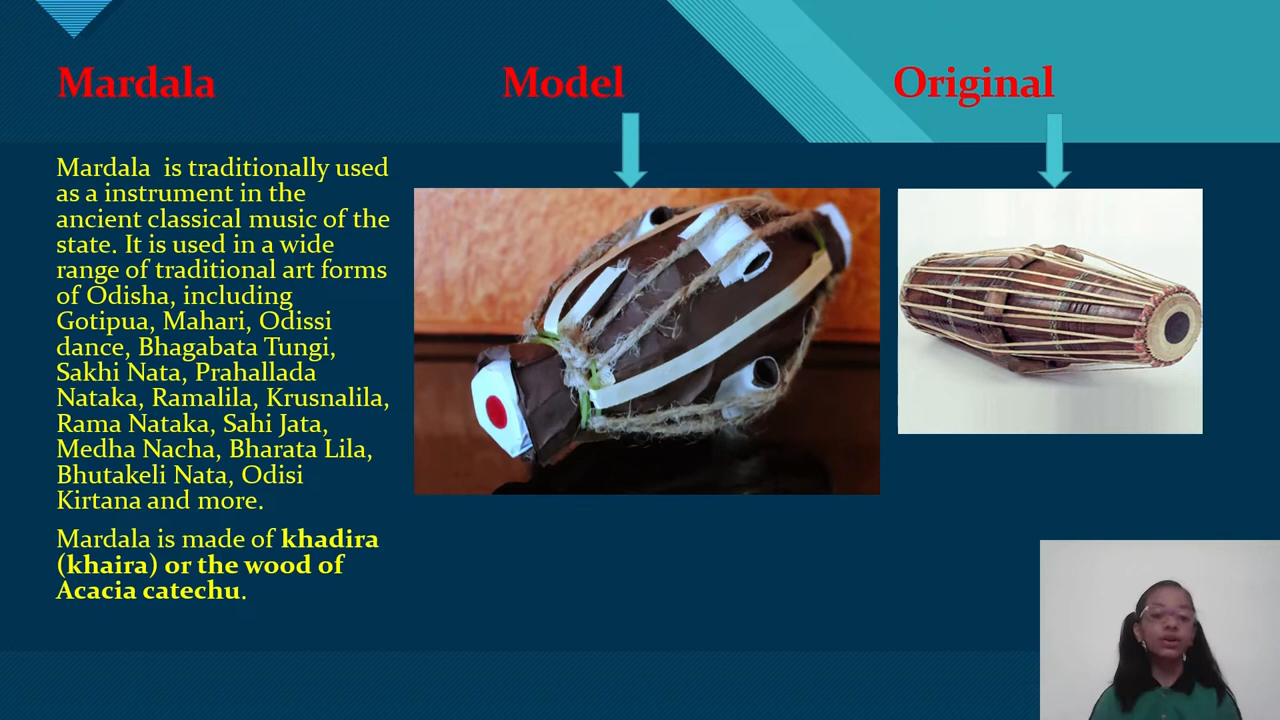 Mardala
Model
Original
Mardala is traditionally used
as a instrument in the
ancient classical music of the
state. It is used in a wide
range of traditional art forms
of Odisha, including
Gotipua, Mahari, Odissi
dance, Bhagabata Tungi,
Sakhi Nata, Prahallada
Nataka, Ramalila, Krusnalila,
Rama Nataka, Sahi Jata,
Medha Nacha, Bharata Lila,
Bhutakeli Nata, Odisi
Kirtana and more.
Mardala is made of khadira
(khaira) or the wood of
Acacia catechu.